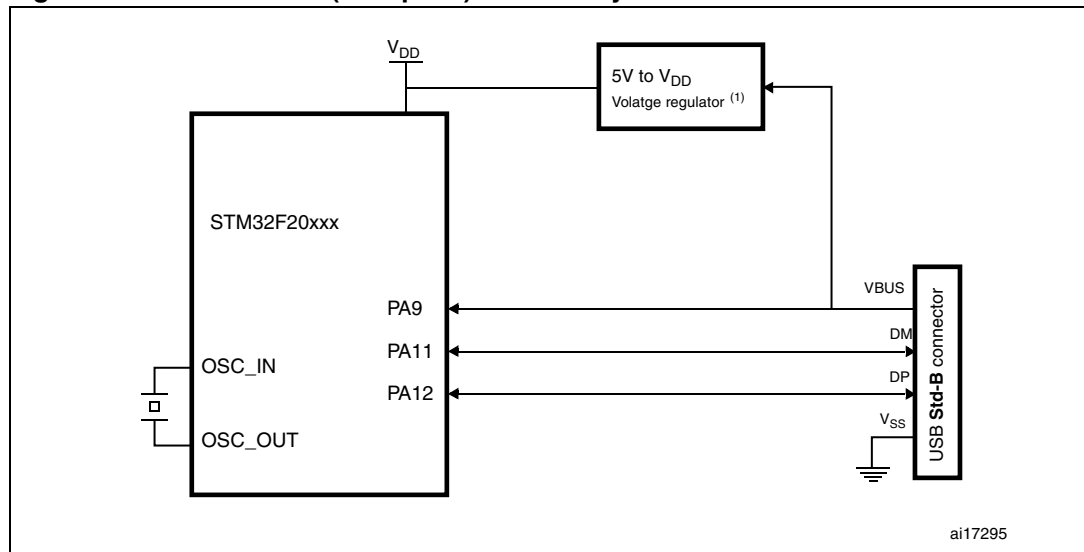 V_DD
5V to V_DD
Volatge regulator (1)
STM32F20xxx
VBUS
PA9
DM
PA11
OSC_IN
DP
PA12
V_SS
OSC_OUT
USB Std-B connector
ai17295